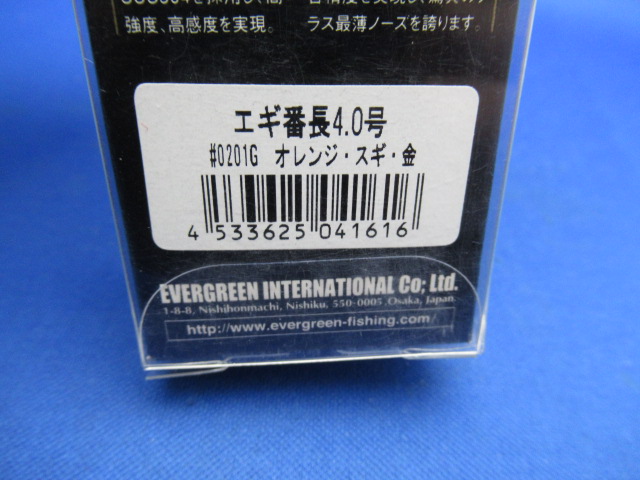 強度、高感度を実現。
ラス最薄ノーズを誇ります。
エギ番長4.0号
#0201G オレンジ・スギ・金
4 533625 041616
EVERGREEN INTERNATIONAL Co; Ltd.
1-8-8, Nishihonmachi, Nishiku, 550-0005 ,Osaka, Japan.
http://www.evergreen-fishing.com/